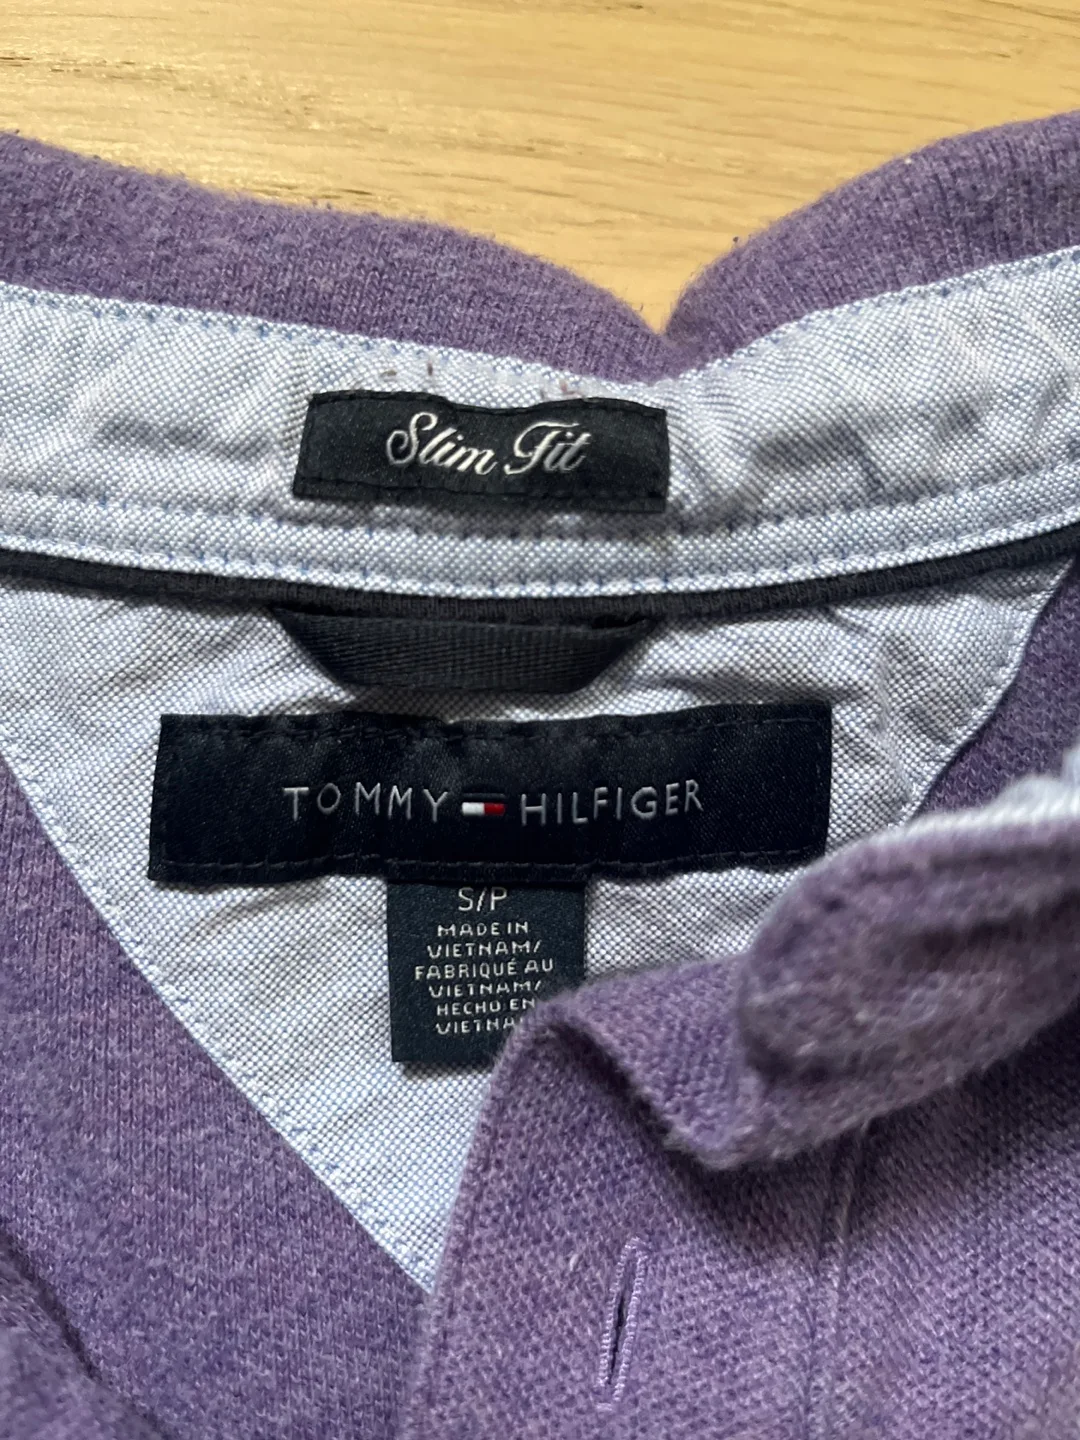 Slim Fit
TOMMY HILFIGER
S/P
MADE IN
VIETNAM/
FABRIQUÉ AU
VIETNAM/
HECHO EN